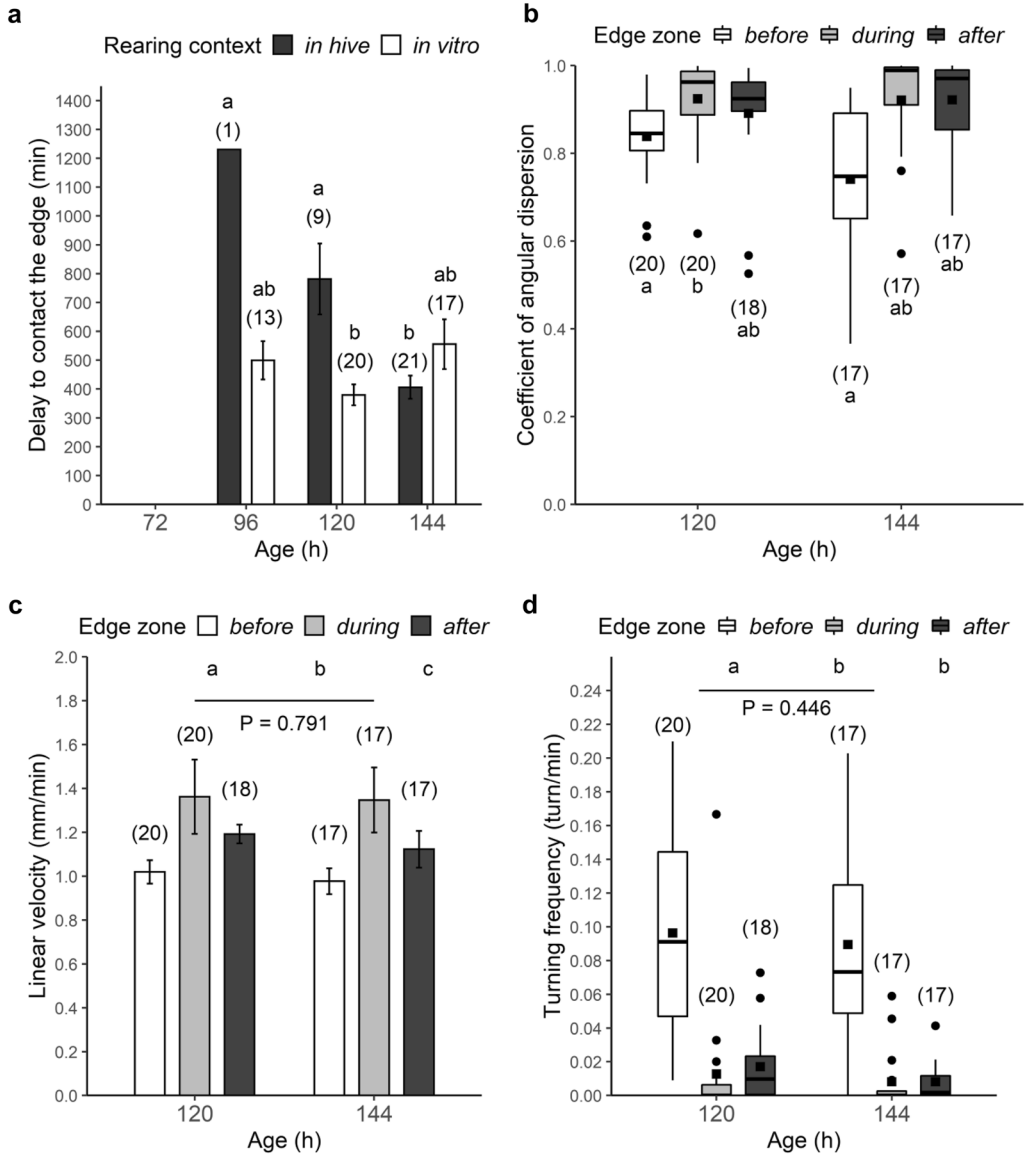 a
Rearing context in hive in vitro
Delay to contact the edge (min)
1400
1300
1200
1100
1000
900
800
700
600
500
400
300
200
100
0
a
(1)
ab
(13)
a
(9)
b
(20)
b
(21)
ab
(17)
72 96 120 144
Age (h)
b
Edge zone before during after
Coefficient of angular dispersion
1.0
0.8
0.6
0.4
0.2
0.0
(20)
a
(20)
b
(18)
ab
(17)
a
(17)
ab
(17)
ab
120 144
Age (h)
c
Edge zone before during after
Linear velocity (mm/min)
2.0
1.8
1.6
1.4
1.2
1.0
0.8
0.6
0.4
0.2
0.0
a b c
P = 0.791
(20)
(20)
(18)
(17)
(17)
(17)
120 144
Age (h)
d
Edge zone before during after
Turning frequency (turn/min)
0.24
0.22
0.20
0.18
0.16
0.14
0.12
0.10
0.08
0.06
0.04
0.02
0.00
a b b
P = 0.446
(20)
(20)
(18)
(17)
(17)
(17)
120 144
Age (h)